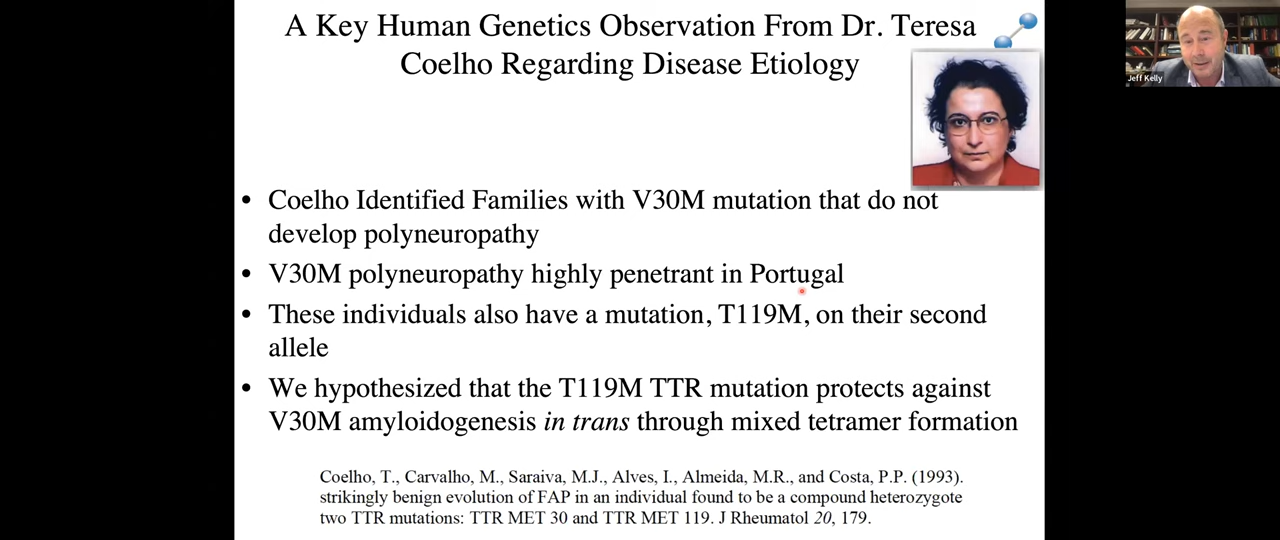 A Key Human Genetics Observation From Dr. Teresa
Coelho Regarding Disease Etiology
Jeff Kelly
• Coelho Identified Families with V30M mutation that do not
develop polyneuropathy
• V30M polyneuropathy highly penetrant in Portugal
• These individuals also have a mutation, T119M, on their second
allele
• We hypothesized that the T119M TTR mutation protects against
V30M amyloidogenesis in trans through mixed tetramer formation
Coelho, T., Carvalho, M., Saraiva, M.J., Alves, I., Almeida, M.R., and Costa, P.P. (1993).
strikingly benign evolution of FAP in an individual found to be a compound heterozygote
two TTR mutations: TTR MET 30 and TTR MET 119. J Rheumatol 20, 179.